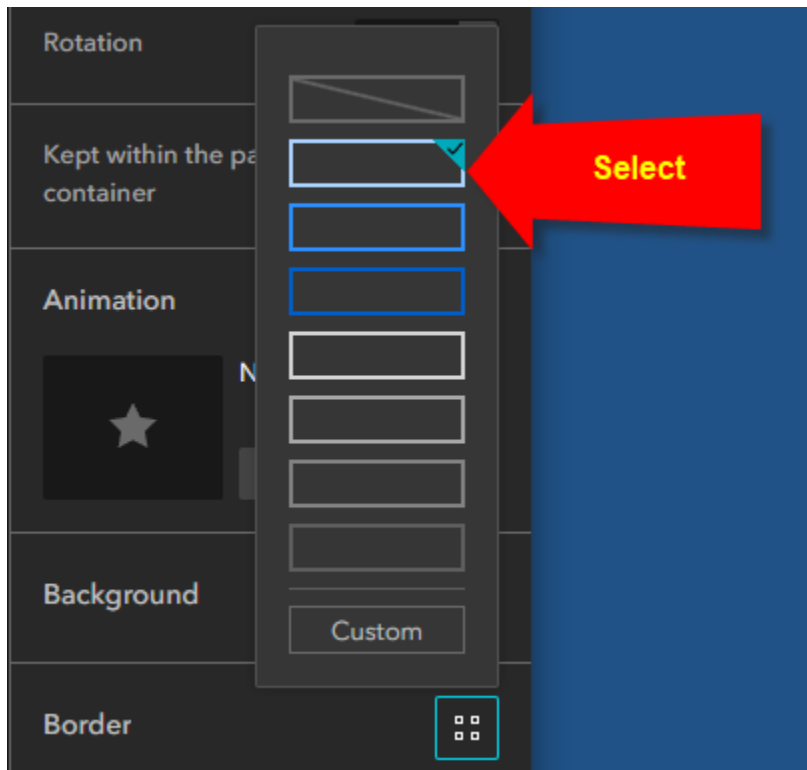 Rotation
Kept within the pa
container
Select
Animation
N
Background
Custom
Border